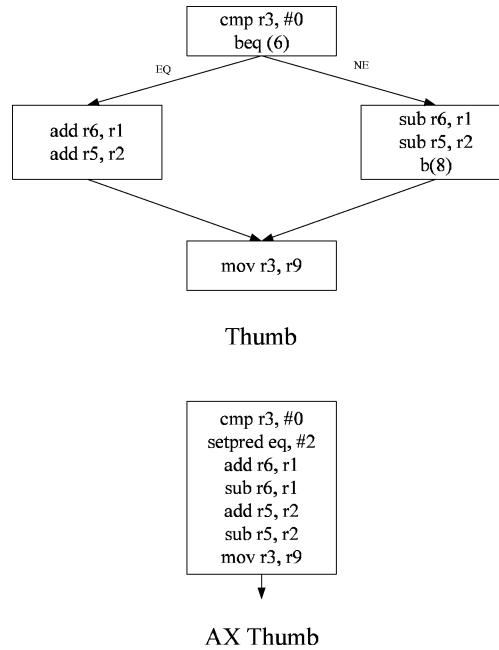 cmp r3, #0
beq (6)
EQ
NE
add r6, r1
add r5, r2
sub r6, r1
sub r5, r2
b(8)
mov r3, r9
Thumb
cmp r3, #0
setpred eq, #2
add r6, r1
sub r6, r1
add r5, r2
sub r5, r2
mov r3, r9
AX Thumb